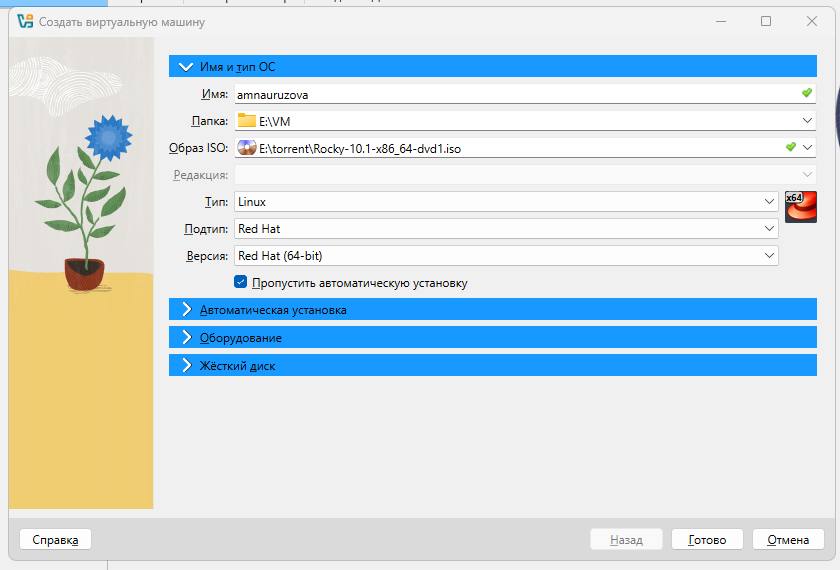 Создать виртуальную машину
Имя и тип ОС
Имя: amnauruzova
Папка: E:\VM
Образ ISO: E:\torrent\Rocky-10.1-x86_64-dvd1.iso
Редакция:
Тип: Linux
x64
Подтип: Red Hat
Версия: Red Hat (64-bit)
Пропустить автоматическую установку
Автоматическая установка
Оборудование
Жёсткий диск
Справка Назад Готово Отмена